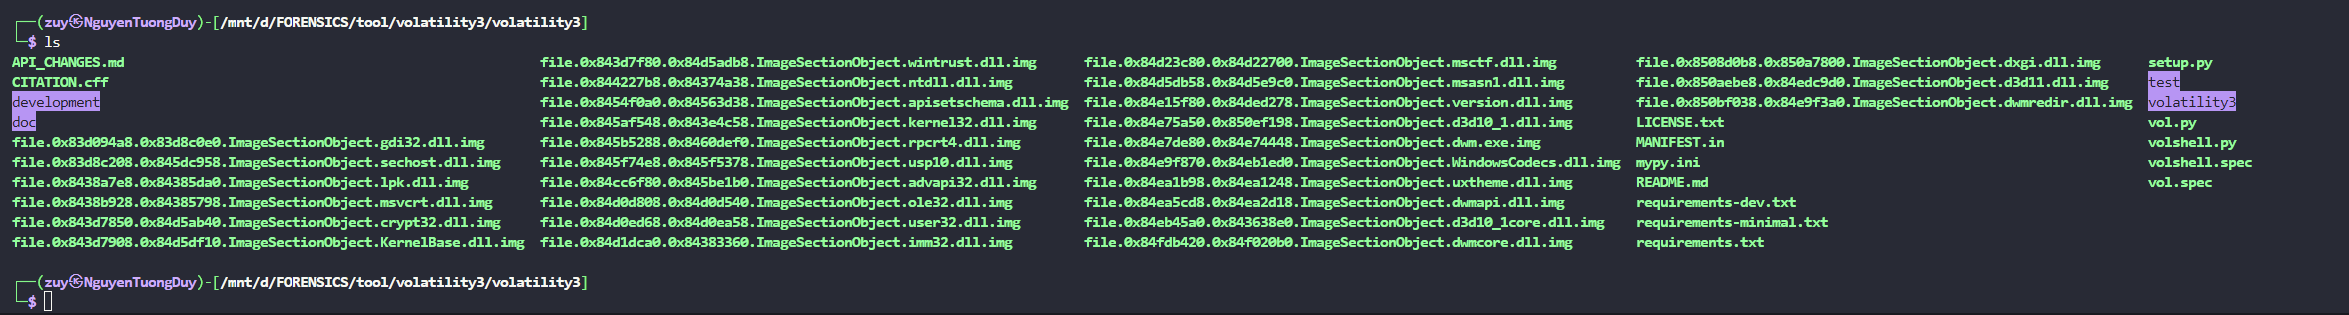 ┌──(zuy㉿NguyenTuongDuy)-[/mnt/d/FORENSICS/tool/volatility3/volatility3]
└─$ ls
API_CHANGES.md file.0x843d7f80.0x84d5adb8.ImageSectionObject.wintrust.dll.img file.0x84d23c80.0x84d22700.ImageSectionObject.msctf.dll.img file.0x8508d0b8.0x850a7800.ImageSectionObject.dxgi.dll.img setup.py
CITATION.cff file.0x844227b8.0x84374a38.ImageSectionObject.ntdll.dll.img file.0x84d5db58.0x84d5e9c0.ImageSectionObject.msasn1.dll.img file.0x850aebe8.0x84edc9d0.ImageSectionObject.d3d11.dll.img test
development file.0x8454f0a0.0x84563d38.ImageSectionObject.apisetschema.dll.img file.0x84e15f80.0x84ded278.ImageSectionObject.version.dll.img file.0x850bf038.0x84e9f3a0.ImageSectionObject.dwmredir.dll.img volatility3
doc file.0x845af548.0x843e4c58.ImageSectionObject.kernel32.dll.img file.0x84e75a50.0x850ef198.ImageSectionObject.d3d10_1.dll.img LICENSE.txt vol.py
file.0x83d094a8.0x83d8c0e0.ImageSectionObject.gdi32.dll.img file.0x845b5288.0x8460def0.ImageSectionObject.rpcrt4.dll.img file.0x84e7de80.0x84e74448.ImageSectionObject.dwm.exe.img MANIFEST.in volshell.py
file.0x83d8c208.0x845dc958.ImageSectionObject.sechost.dll.img file.0x845f74e8.0x845f5378.ImageSectionObject.usp10.dll.img file.0x84e9f870.0x84eb1ed0.ImageSectionObject.WindowsCodecs.dll.img mypy.ini volshell.spec
file.0x8438a7e8.0x84385da0.ImageSectionObject.lpk.dll.img file.0x84cc6f80.0x845be1b0.ImageSectionObject.advapi32.dll.img file.0x84ea1b98.0x84ea1248.ImageSectionObject.uxtheme.dll.img README.md vol.spec
file.0x8438b928.0x84385798.ImageSectionObject.msvcrt.dll.img file.0x84d0d808.0x84d0d540.ImageSectionObject.ole32.dll.img file.0x84ea5cd8.0x84ea2d18.ImageSectionObject.dwmapi.dll.img requirements-dev.txt
file.0x843d7850.0x84d5ab40.ImageSectionObject.crypt32.dll.img file.0x84d0ed68.0x84d0ea58.ImageSectionObject.user32.dll.img file.0x84eb45a0.0x843638e0.ImageSectionObject.d3d10_1core.dll.img requirements-minimal.txt
file.0x843d7908.0x84d5df10.ImageSectionObject.KernelBase.dll.img file.0x84d1dca0.0x84383360.ImageSectionObject.imm32.dll.img file.0x84fdb420.0x84f020b0.ImageSectionObject.dwmcore.dll.img requirements.txt
┌──(zuy㉿NguyenTuongDuy)-[/mnt/d/FORENSICS/tool/volatility3/volatility3]
└─$